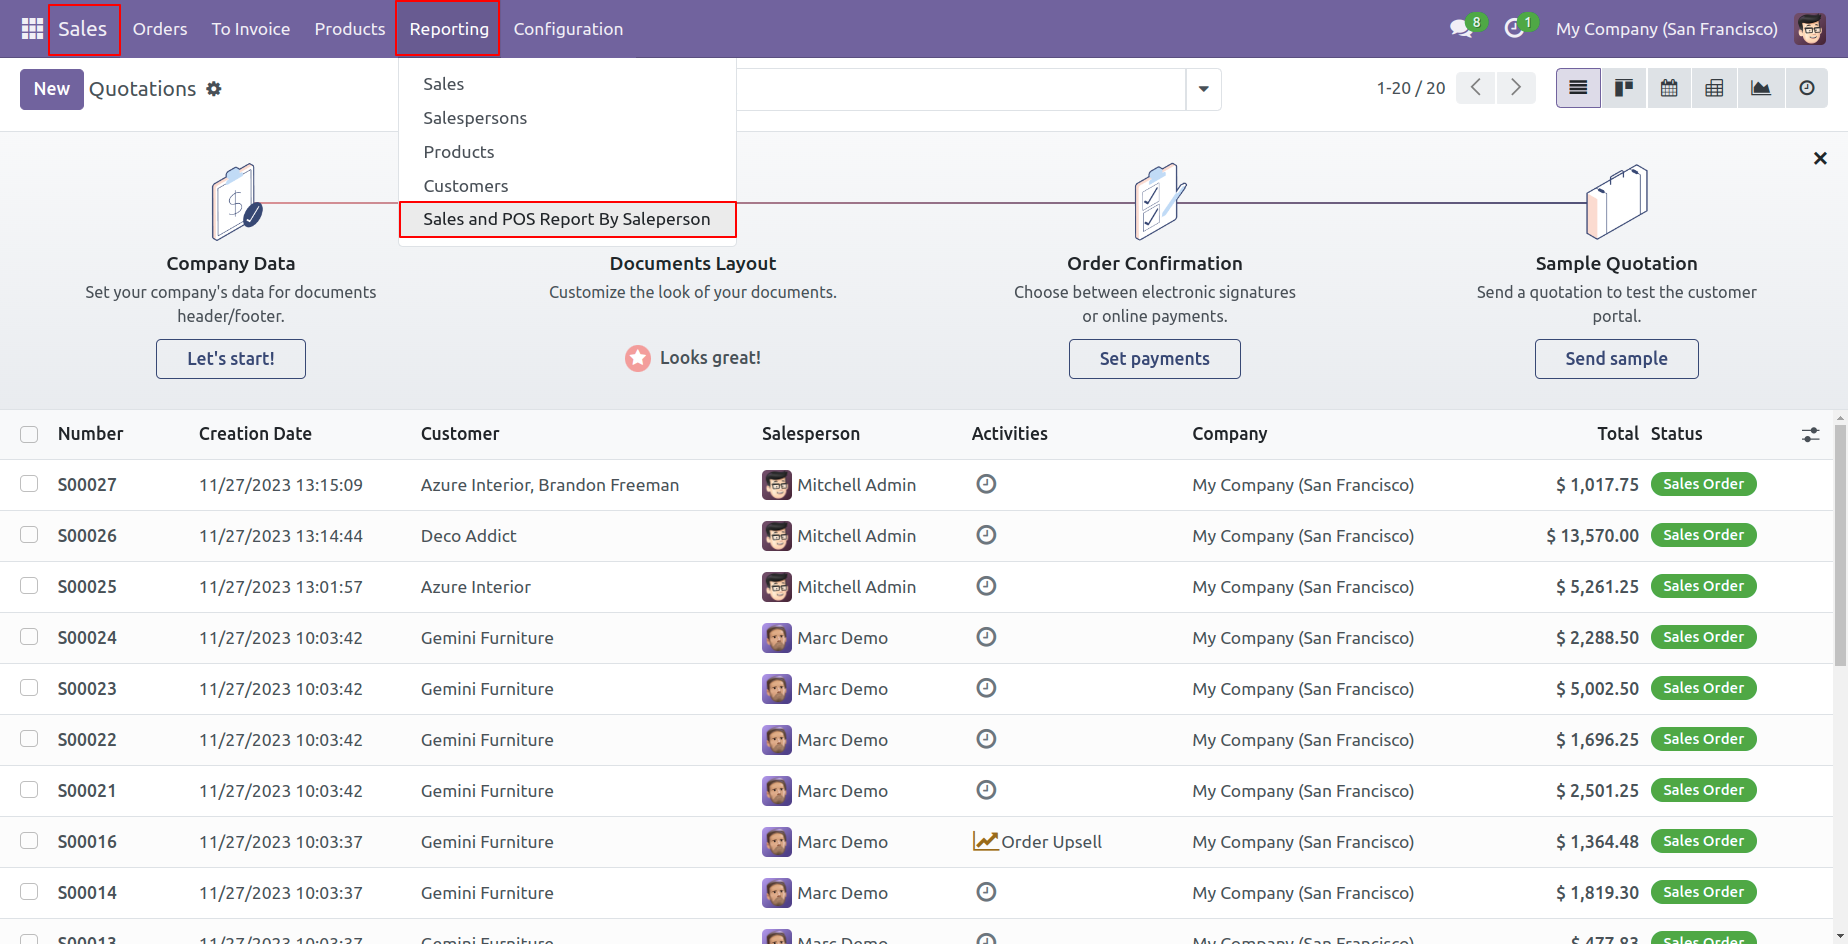 Sales Orders To Invoice Products Reporting Configuration 8 1 My Company (San Francisco)
New Quotations 1-20 / 20
Sales
Salespersons
Products
Customers
Sales and POS Report By Saleperson
$
Company Data
Set your company's data for documents
header/footer.
Let's start!
Documents Layout
Customize the look of your documents.
Looks great!
Order Confirmation
Choose between electronic signatures
or online payments.
Set payments
Sample Quotation
Send a quotation to test the customer
portal.
Send sample
Number Creation Date Customer Salesperson Activities Company Total Status
S00027 11/27/2023 13:15:09 Azure Interior, Brandon Freeman Mitchell Admin My Company (San Francisco) $ 1,017.75 Sales Order
S00026 11/27/2023 13:14:44 Deco Addict Mitchell Admin My Company (San Francisco) $ 13,570.00 Sales Order
S00025 11/27/2023 13:01:57 Azure Interior Mitchell Admin My Company (San Francisco) $ 5,261.25 Sales Order
S00024 11/27/2023 10:03:42 Gemini Furniture Marc Demo My Company (San Francisco) $ 2,288.50 Sales Order
S00023 11/27/2023 10:03:42 Gemini Furniture Marc Demo My Company (San Francisco) $ 5,002.50 Sales Order
S00022 11/27/2023 10:03:42 Gemini Furniture Marc Demo My Company (San Francisco) $ 1,696.25 Sales Order
S00021 11/27/2023 10:03:42 Gemini Furniture Marc Demo My Company (San Francisco) $ 2,501.25 Sales Order
S00016 11/27/2023 10:03:37 Gemini Furniture Marc Demo Order Upsell My Company (San Francisco) $ 1,364.48 Sales Order
S00014 11/27/2023 10:03:37 Gemini Furniture Marc Demo My Company (San Francisco) $ 1,819.30 Sales Order
S00013 11/27/2023 10:03:37 Gemini Furniture Marc Demo My Company (San Francisco) $ 477.83 Sales Order